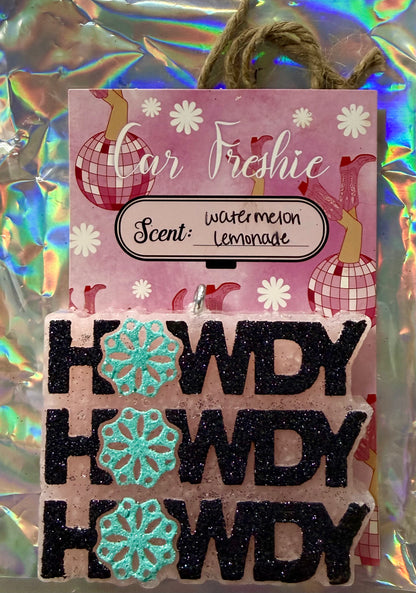 Car Freshie
Scent: watermelon
lemonade
HOWDY
HOWDY
HOWDY